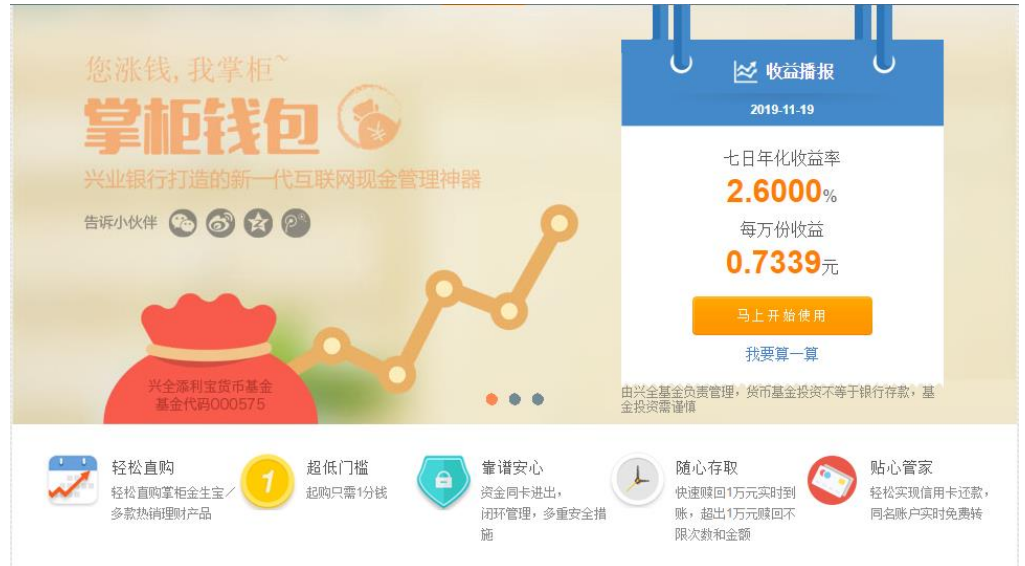 您涨钱,我掌柜~
掌柜钱包
兴业银行打造的新一代互联网现金管理神器
告诉小伙伴
兴全添利宝货币基金
基金代码000575
收益播报
2019-11-19
七日年化收益率
2.6000%
每万份收益
0.7339元
马上开始使用
我要算一算
由兴全基金负责管理，货币基金投资不等于银行存款，基
金投资需谨慎
轻松直购
轻松直购掌柜金生宝/
多款热销理财产品
1
超低门槛
起购只需1分钱
靠谱安心
资金同卡进出，
闭环管理，多重安全措
施
随心存取
快速赎回1万元实时到
账，超出1万元赎回不
限次数和金额
贴心管家
轻松实现信用卡还款，
同名账户实时免费转